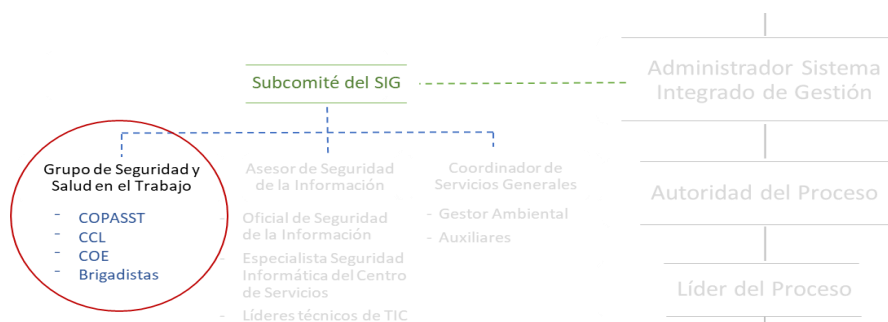 Subcomité del SIG
Administrador Sistema
Integrado de Gestión
Grupo de Seguridad y
Salud en el Trabajo
- COPASST
- CCL
- COE
- Brigadistas
Asesor de Seguridad
de la Información
- Oficial de Seguridad
de la Información
- Especialista Seguridad
Informática del Centro
de Servicios
- Líderes técnicos de TIC
Coordinador de
Servicios Generales
- Gestor Ambiental
- Auxiliares
Autoridad del Proceso
Líder del Proceso